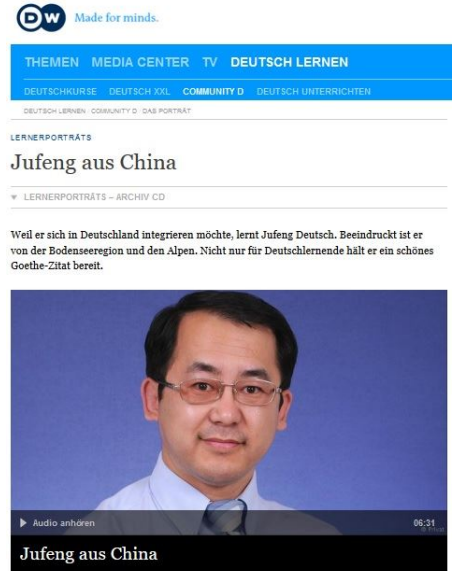 DW Made for minds.
THEMEN MEDIA CENTER TV DEUTSCH LERNEN
DEUTSCHKURSE DEUTSCH XXL COMMUNITY D DEUTSCH UNTERRICHTEN
DEUTSCH LERNEN COMMUNITY D DAS PORTRÄT
LERNERPORTRÄTS
Jufeng aus China
LERNERPORTRÄTS – ARCHIV CD
Weil er sich in Deutschland integrieren möchte, lernt Jufeng Deutsch. Beeindruckt ist er
von der Bodenseeregion und den Alpen. Nicht nur für Deutschlernende hält er ein schönes
Goethe-Zitat bereit.
Audio anhören 06:31
© Privat
Jufeng aus China